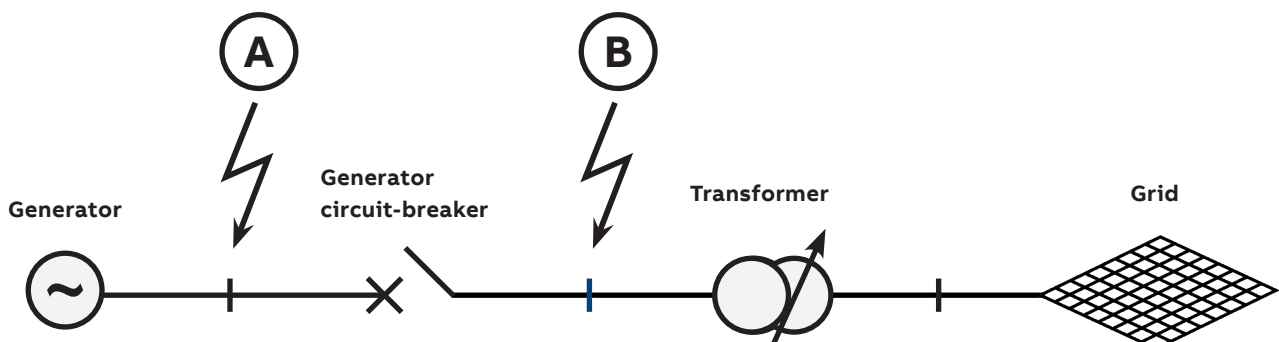 A
B
Generator
Generator
circuit-breaker
Transformer
Grid
~